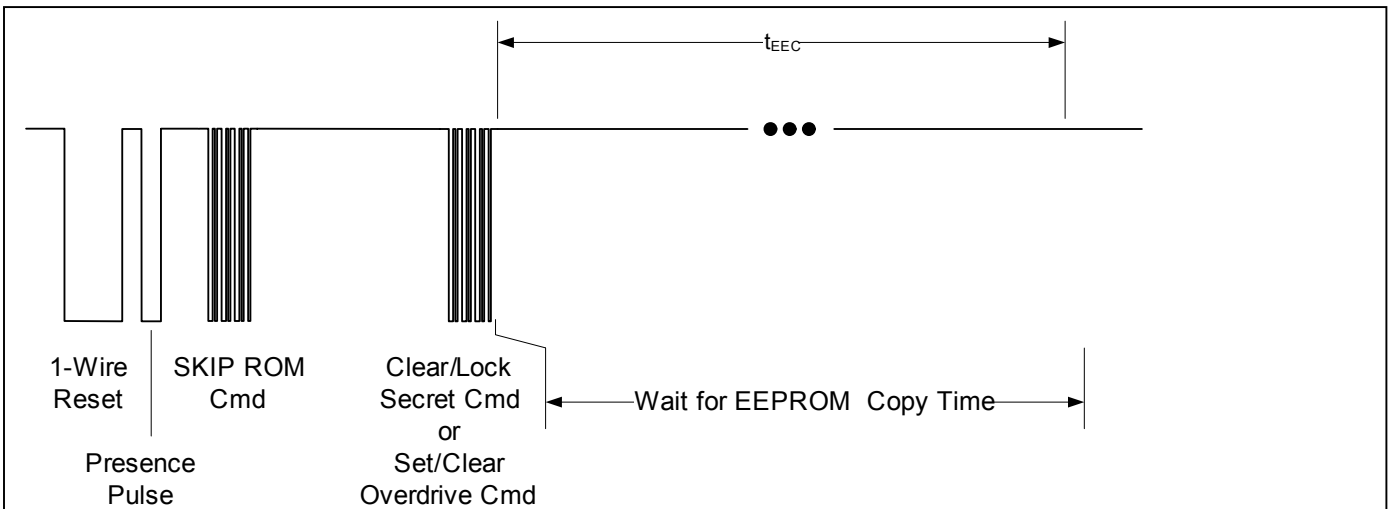 tEEC
1-Wire
Reset
Presence
Pulse
SKIP ROM
Cmd
Clear/Lock
Secret Cmd
or
Set/Clear
Overdrive Cmd
Wait for EEPROM Copy Time